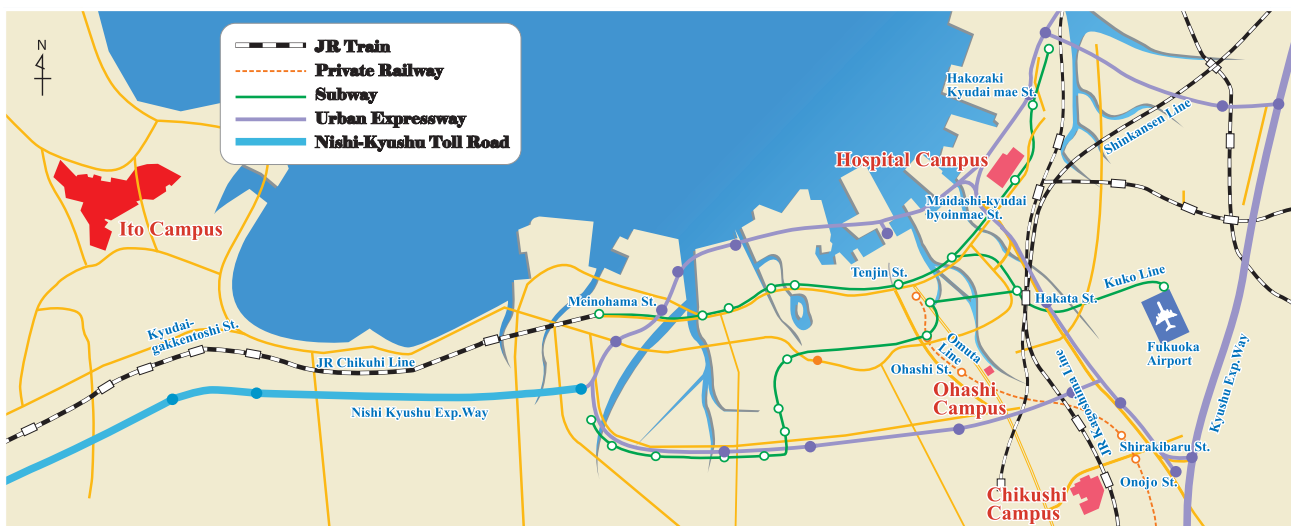 N
JR Train
Private Railway
Subway
Urban Expressway
Nishi-Kyushu Toll Road
Hakozaki
Kyudai mae St.
Shinkansen Line
Hospital Campus
Maidashi-kyudai
byoinmae St.
Ito Campus
Tenjin St.
Kuko Line
Meinohama St.
Hakata St.
Kyudai-
gakkentoshi St.
JR Chikuhi Line
Omuta
Line
Fukuoka
Airport
Ohashi St.
Ohashi
Campus
Nishi Kyushu Exp.Way
JR Kagoshima Line
Kyushu Exp.Way
Shirakibaru St.
Onojo St.
Chikushi
Campus